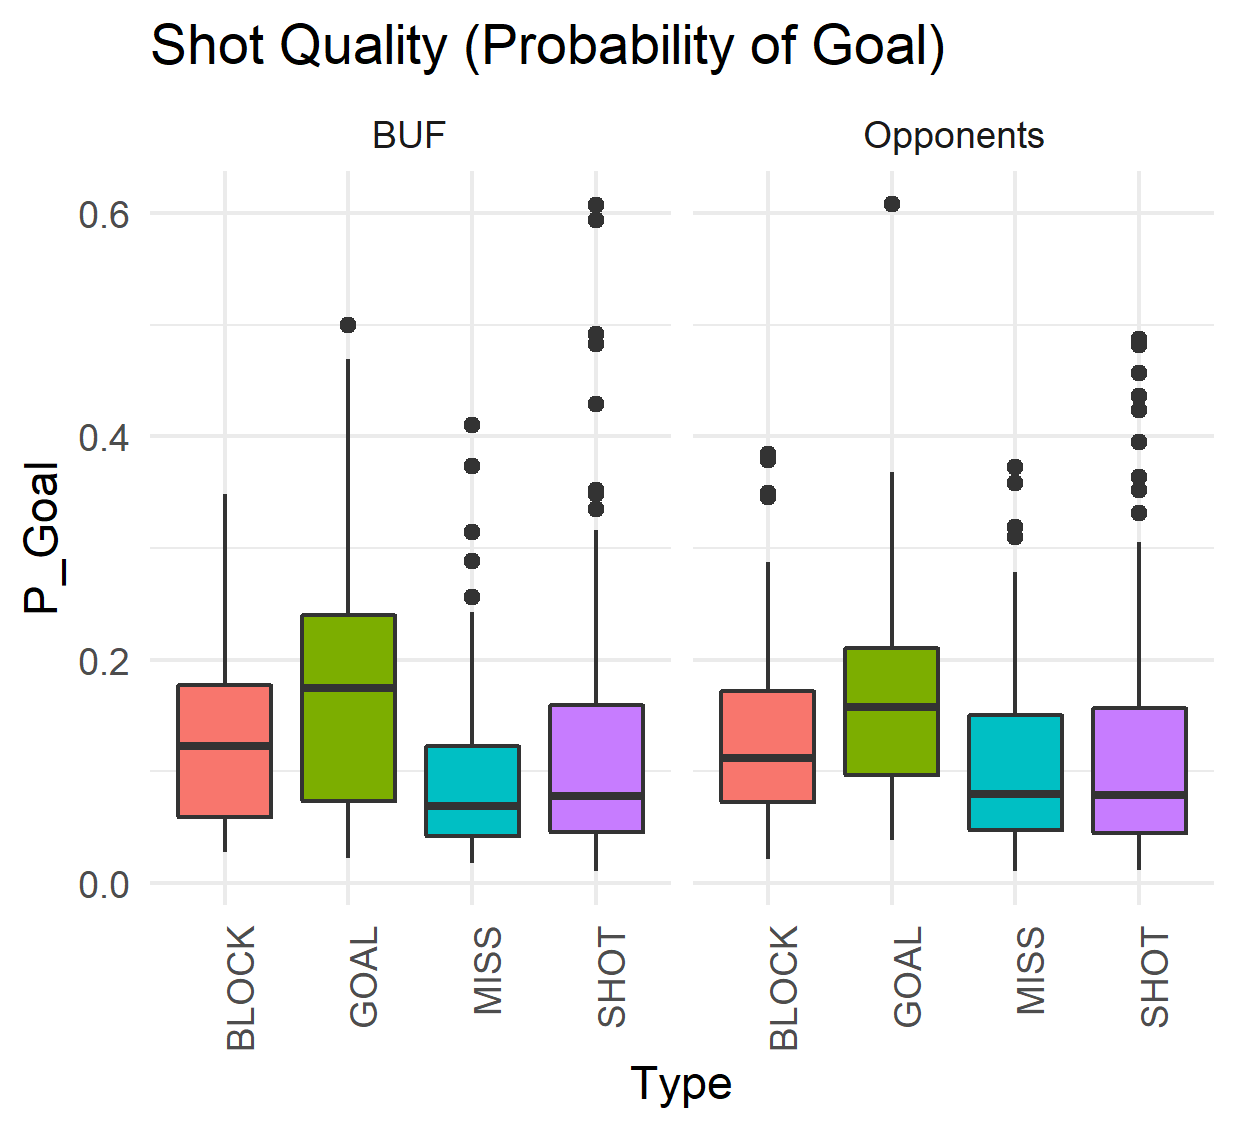 Shot Quality (Probability of Goal)
BUF
Opponents
0.6
0.4
0.2
0.0
P_Goal
BLOCK
GOAL
MISS
SHOT
BLOCK
GOAL
MISS
SHOT
Type